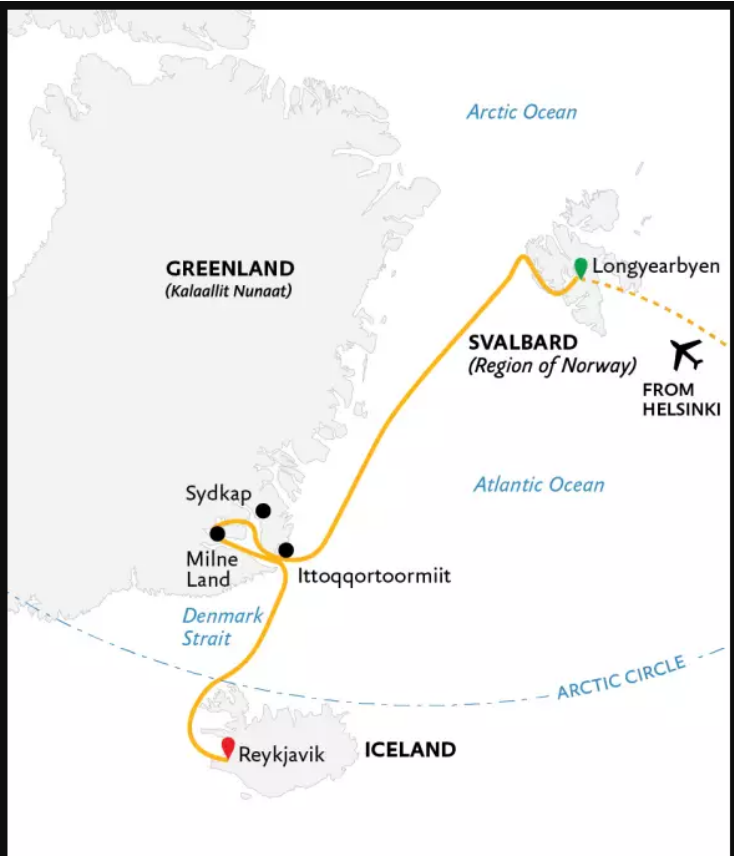 Arctic Ocean
GREENLAND
(Kalaallit Nunaat)
Longyearbyen
SVALBARD
(Region of Norway)
FROM
HELSINKI
Atlantic Ocean
Sydkap
Milne
Land
Ittoqqortoormiit
Denmark
Strait
ARCTIC CIRCLE
Reykjavik
ICELAND